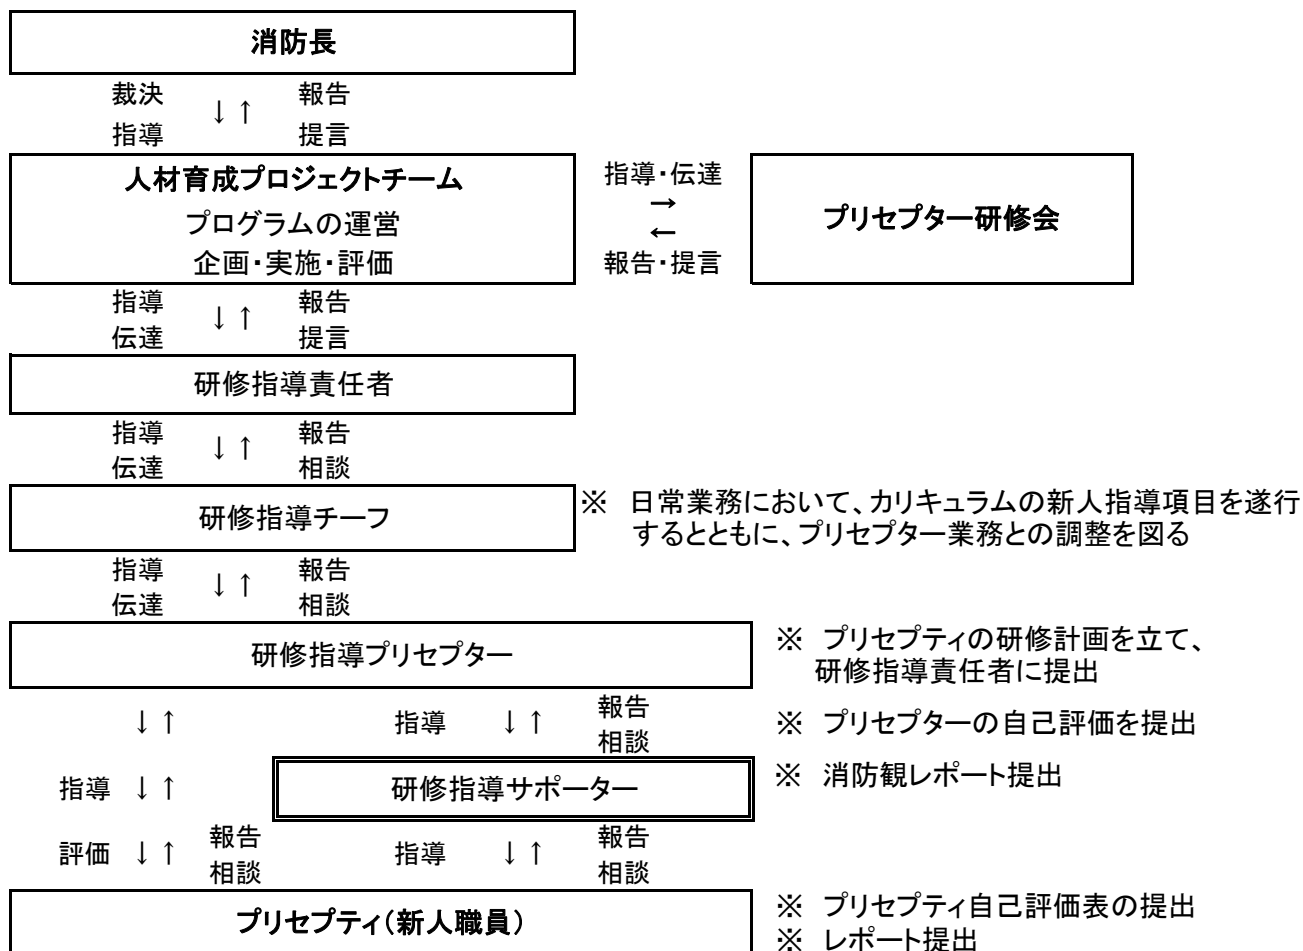 消防長
裁決 ↓↑ 報告
指導 提言
人材育成プロジェクトチーム
プログラムの運営
企画・実施・評価
指導・伝達
→
←
報告・提言
プリセプター研修会
指導 ↓↑ 報告
伝達 提言
研修指導責任者
指導 ↓↑ 報告
伝達 相談
研修指導チーフ
※ 日常業務において、カリキュラムの新人指導項目を遂行
するとともに、プリセプター業務との調整を図る
指導 ↓↑ 報告
伝達 相談
研修指導プリセプター
※ プリセプティの研修計画を立て、
研修指導責任者に提出
↓↑ 指導 ↓↑ 報告
相談
※ プリセプターの自己評価を提出
指導 ↓↑ 研修指導サポーター
※ 消防観レポート提出
評価 ↓↑ 報告 指導 ↓↑ 報告
相談 相談
プリセプティ(新人職員)
※ プリセプティ自己評価表の提出
※ レポート提出